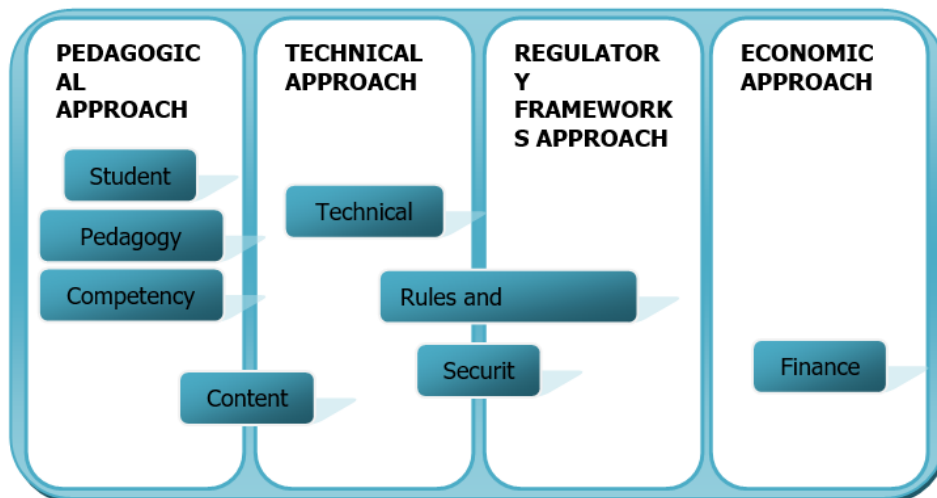 PEDAGOGIC
AL
APPROACH
Student
Pedagogy
Competency
Content
TECHNICAL
APPROACH
Technical
Rules and
Securit
REGULATOR
Y
FRAMEWORK
S APPROACH
ECONOMIC
APPROACH
Finance